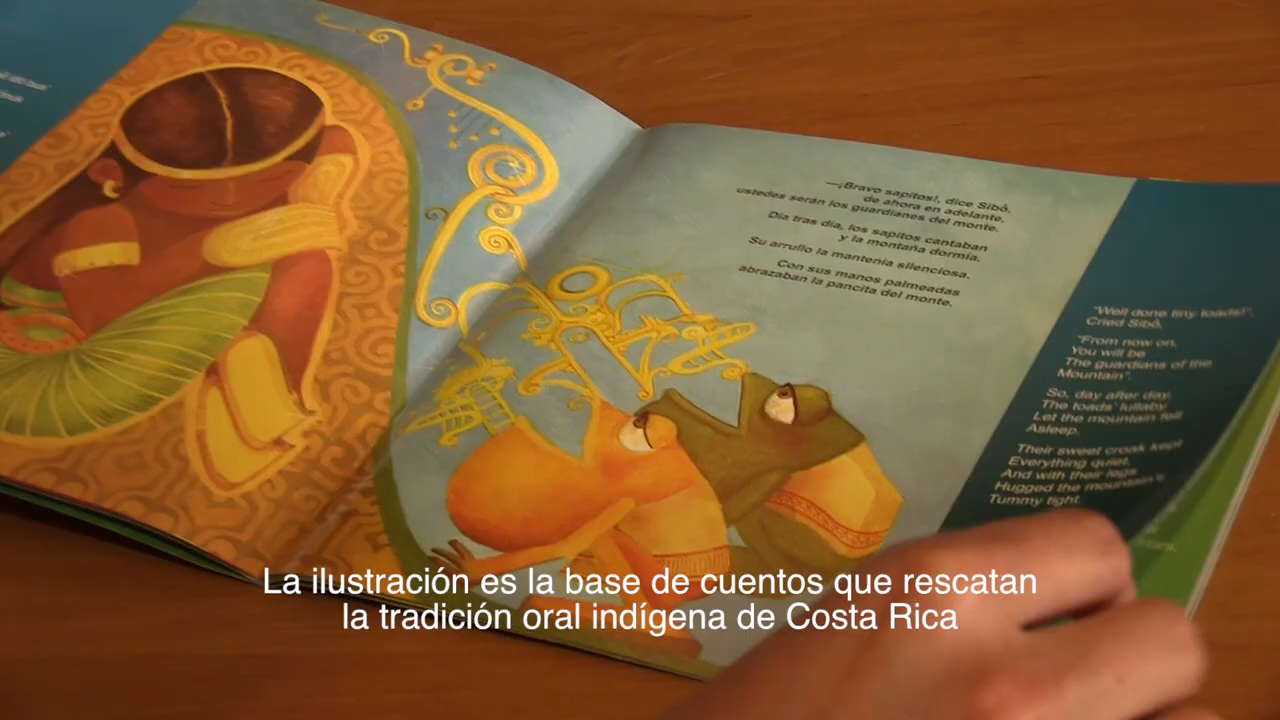 —¡Bravo sapitos!, dice Sibö,
de ahora en adelante,
ustedes serán los guardianes del monte.
Día tras día, los sapitos cantaban
y la montaña dormía.
Su arrullo la mantenía silenciosa.
Con sus manos palmeadas
abrazaban la pancita del monte.
"Well done tiny toads!",
Cried Sibö,
"From now on,
You will be
The guardians of the
Mountain".
So, day after day,
The toads' lullaby
Let the mountain fall
Asleep.
Their sweet croak kept
Everything quiet,
And with their legs
Hugged the mountain's
Tummy tight.
La ilustración es la base de cuentos que rescatan
la tradición oral indígena de Costa Rica